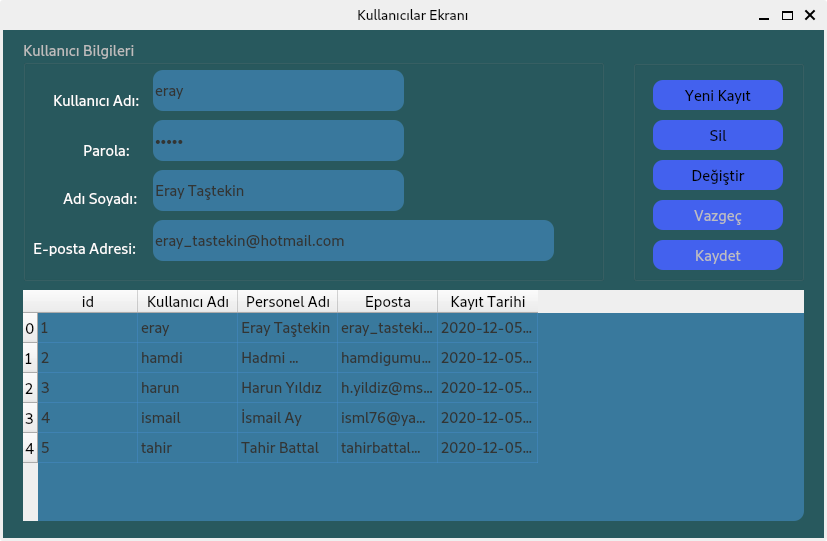 Kullanıcılar Ekranı
Kullanıcı Bilgileri
Kullanıcı Adı: eray
Parola: •••••
Adı Soyadı: Eray Taştekin
E-posta Adresi: eray_tastekin@hotmail.com
Yeni Kayıt
Sil
Değiştir
Vazgeç
Kaydet
id Kullanıcı Adı Personel Adı Eposta Kayıt Tarihi
0 1 eray Eray Taştekin eray_tasteki... 2020-12-05...
1 2 hamdi Hadmi ... hamdigumu... 2020-12-05...
2 3 harun Harun Yıldız h.yildiz@ms... 2020-12-05...
3 4 ismail İsmail Ay isml76@ya... 2020-12-05...
4 5 tahir Tahir Battal tahirbattal... 2020-12-05...